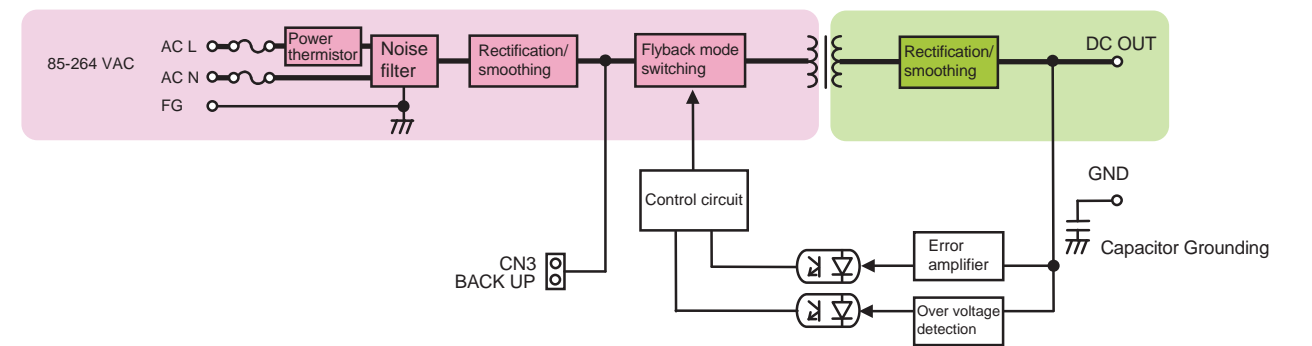 85-264 VAC
AC L
AC N
FG
Power
thermistor
Noise
filter
Rectification/
smoothing
Flyback mode
switching
Rectification/
smoothing
DC OUT
Control circuit
GND
Capacitor Grounding
CN3
BACK UP
Error
amplifier
Over voltage
detection